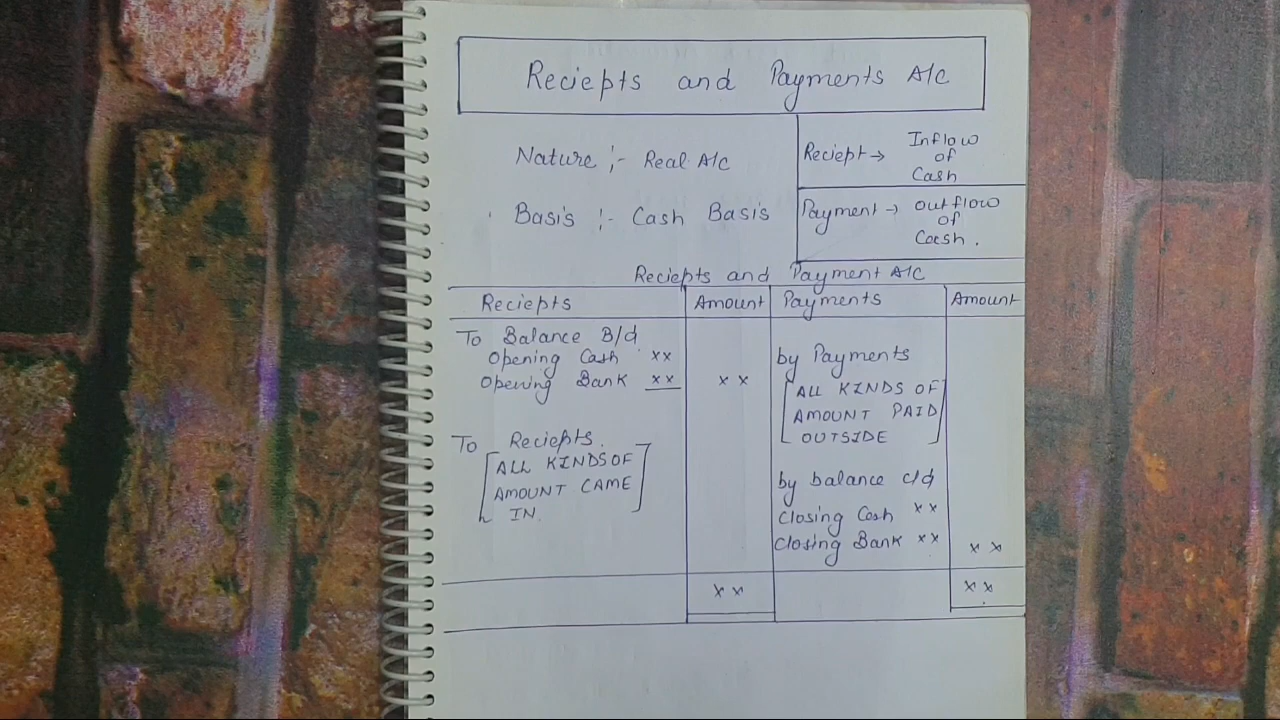 Reciepts and Payments A/C
Nature :- Real A/C
Reciept → Inflow of Cash
Basis :- Cash Basis
Payment → Outflow of Cash.
Reciepts and Payment A/C
Reciepts Amount Payments Amount
To Balance B/d
Opening Cash xx
Opening Bank xx xx
To Reciepts.
[ALL KINDS OF
AMOUNT CAME
IN.]
by Payments
[ALL KINDS OF
AMOUNT PAID
OUTSIDE]
by balance c/d
Closing Cash xx
Closing Bank xx xx
xx xx